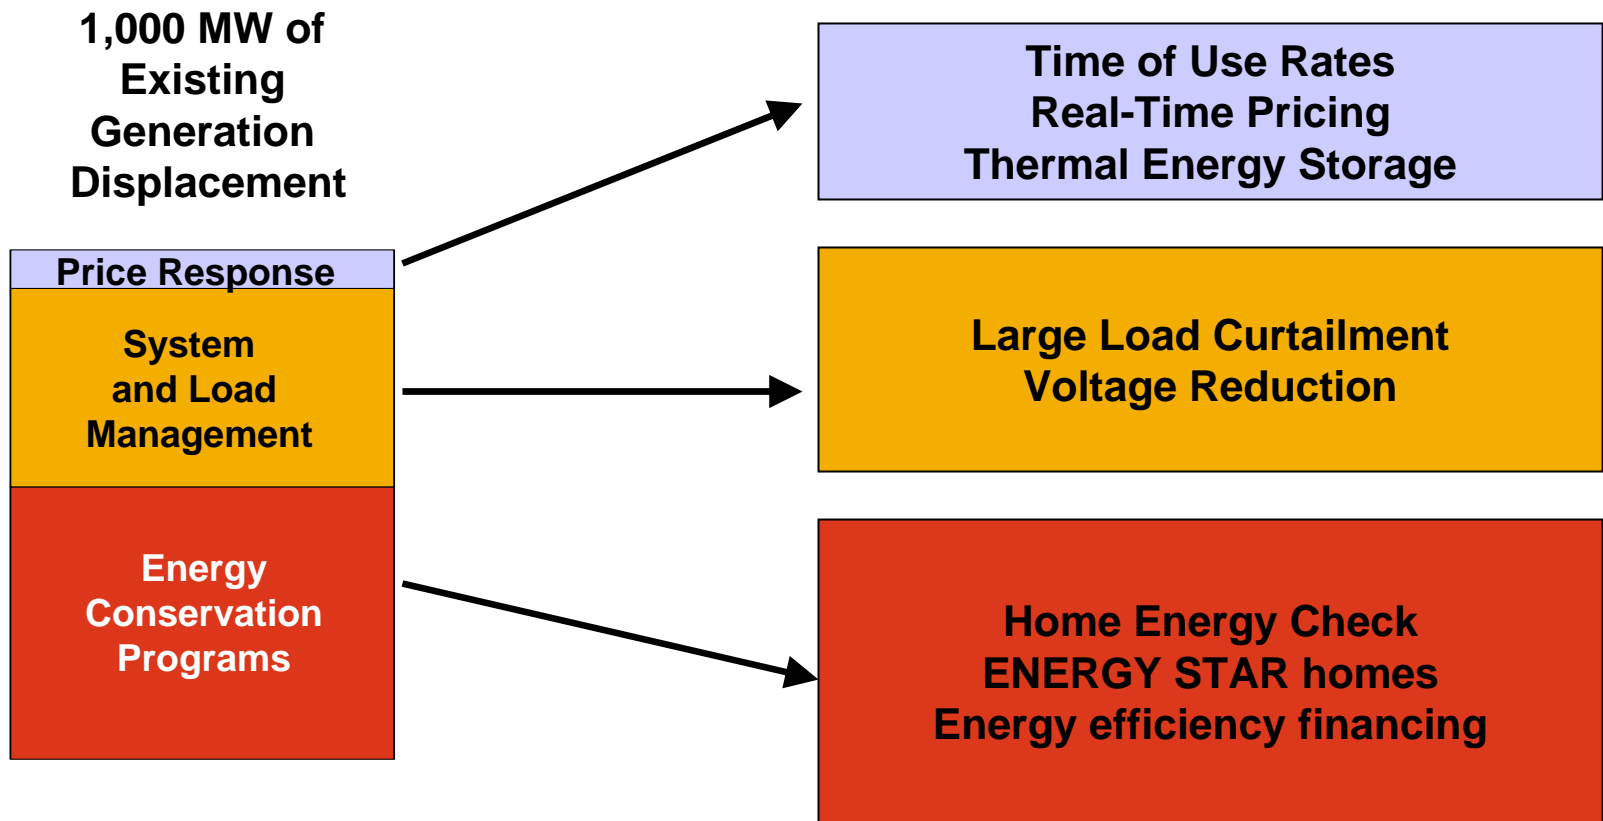 1,000 MW of
Existing
Generation
Displacement
Price Response
System
and Load
Management
Energy
Conservation
Programs
Time of Use Rates
Real-Time Pricing
Thermal Energy Storage
Large Load Curtailment
Voltage Reduction
Home Energy Check
ENERGY STAR homes
Energy efficiency financing